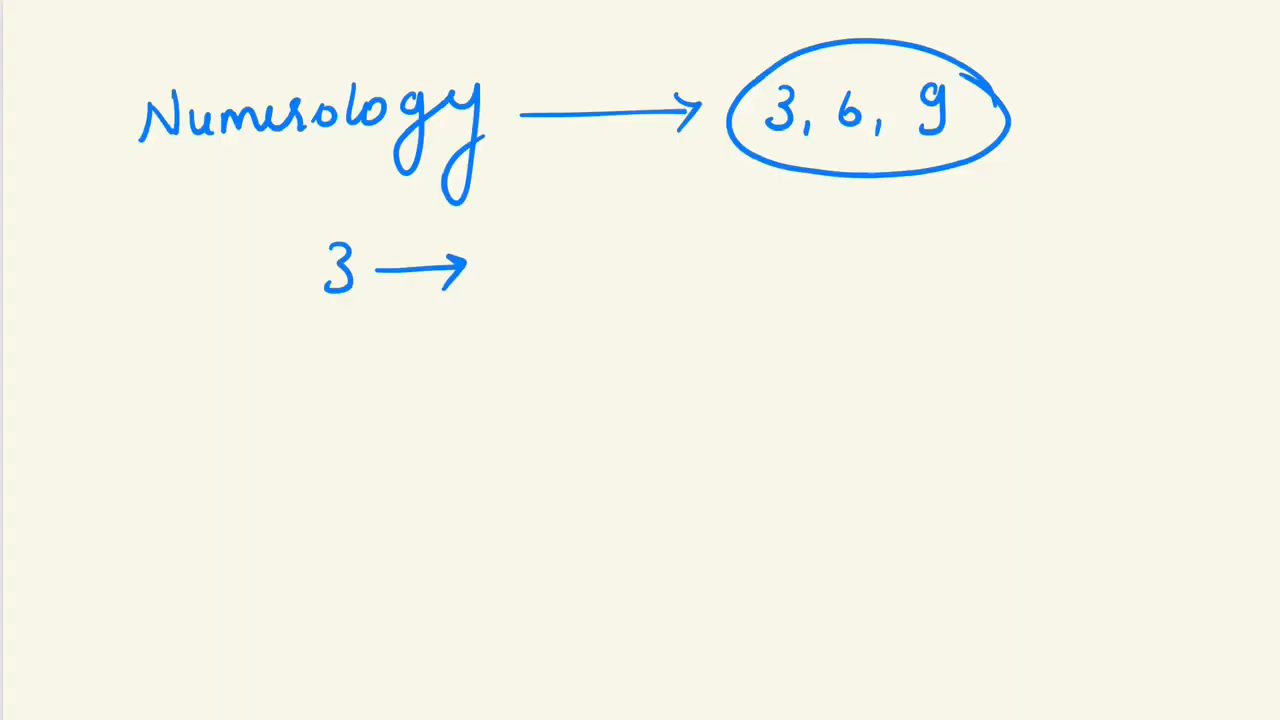 Numerology → 3, 6, 9
3 →